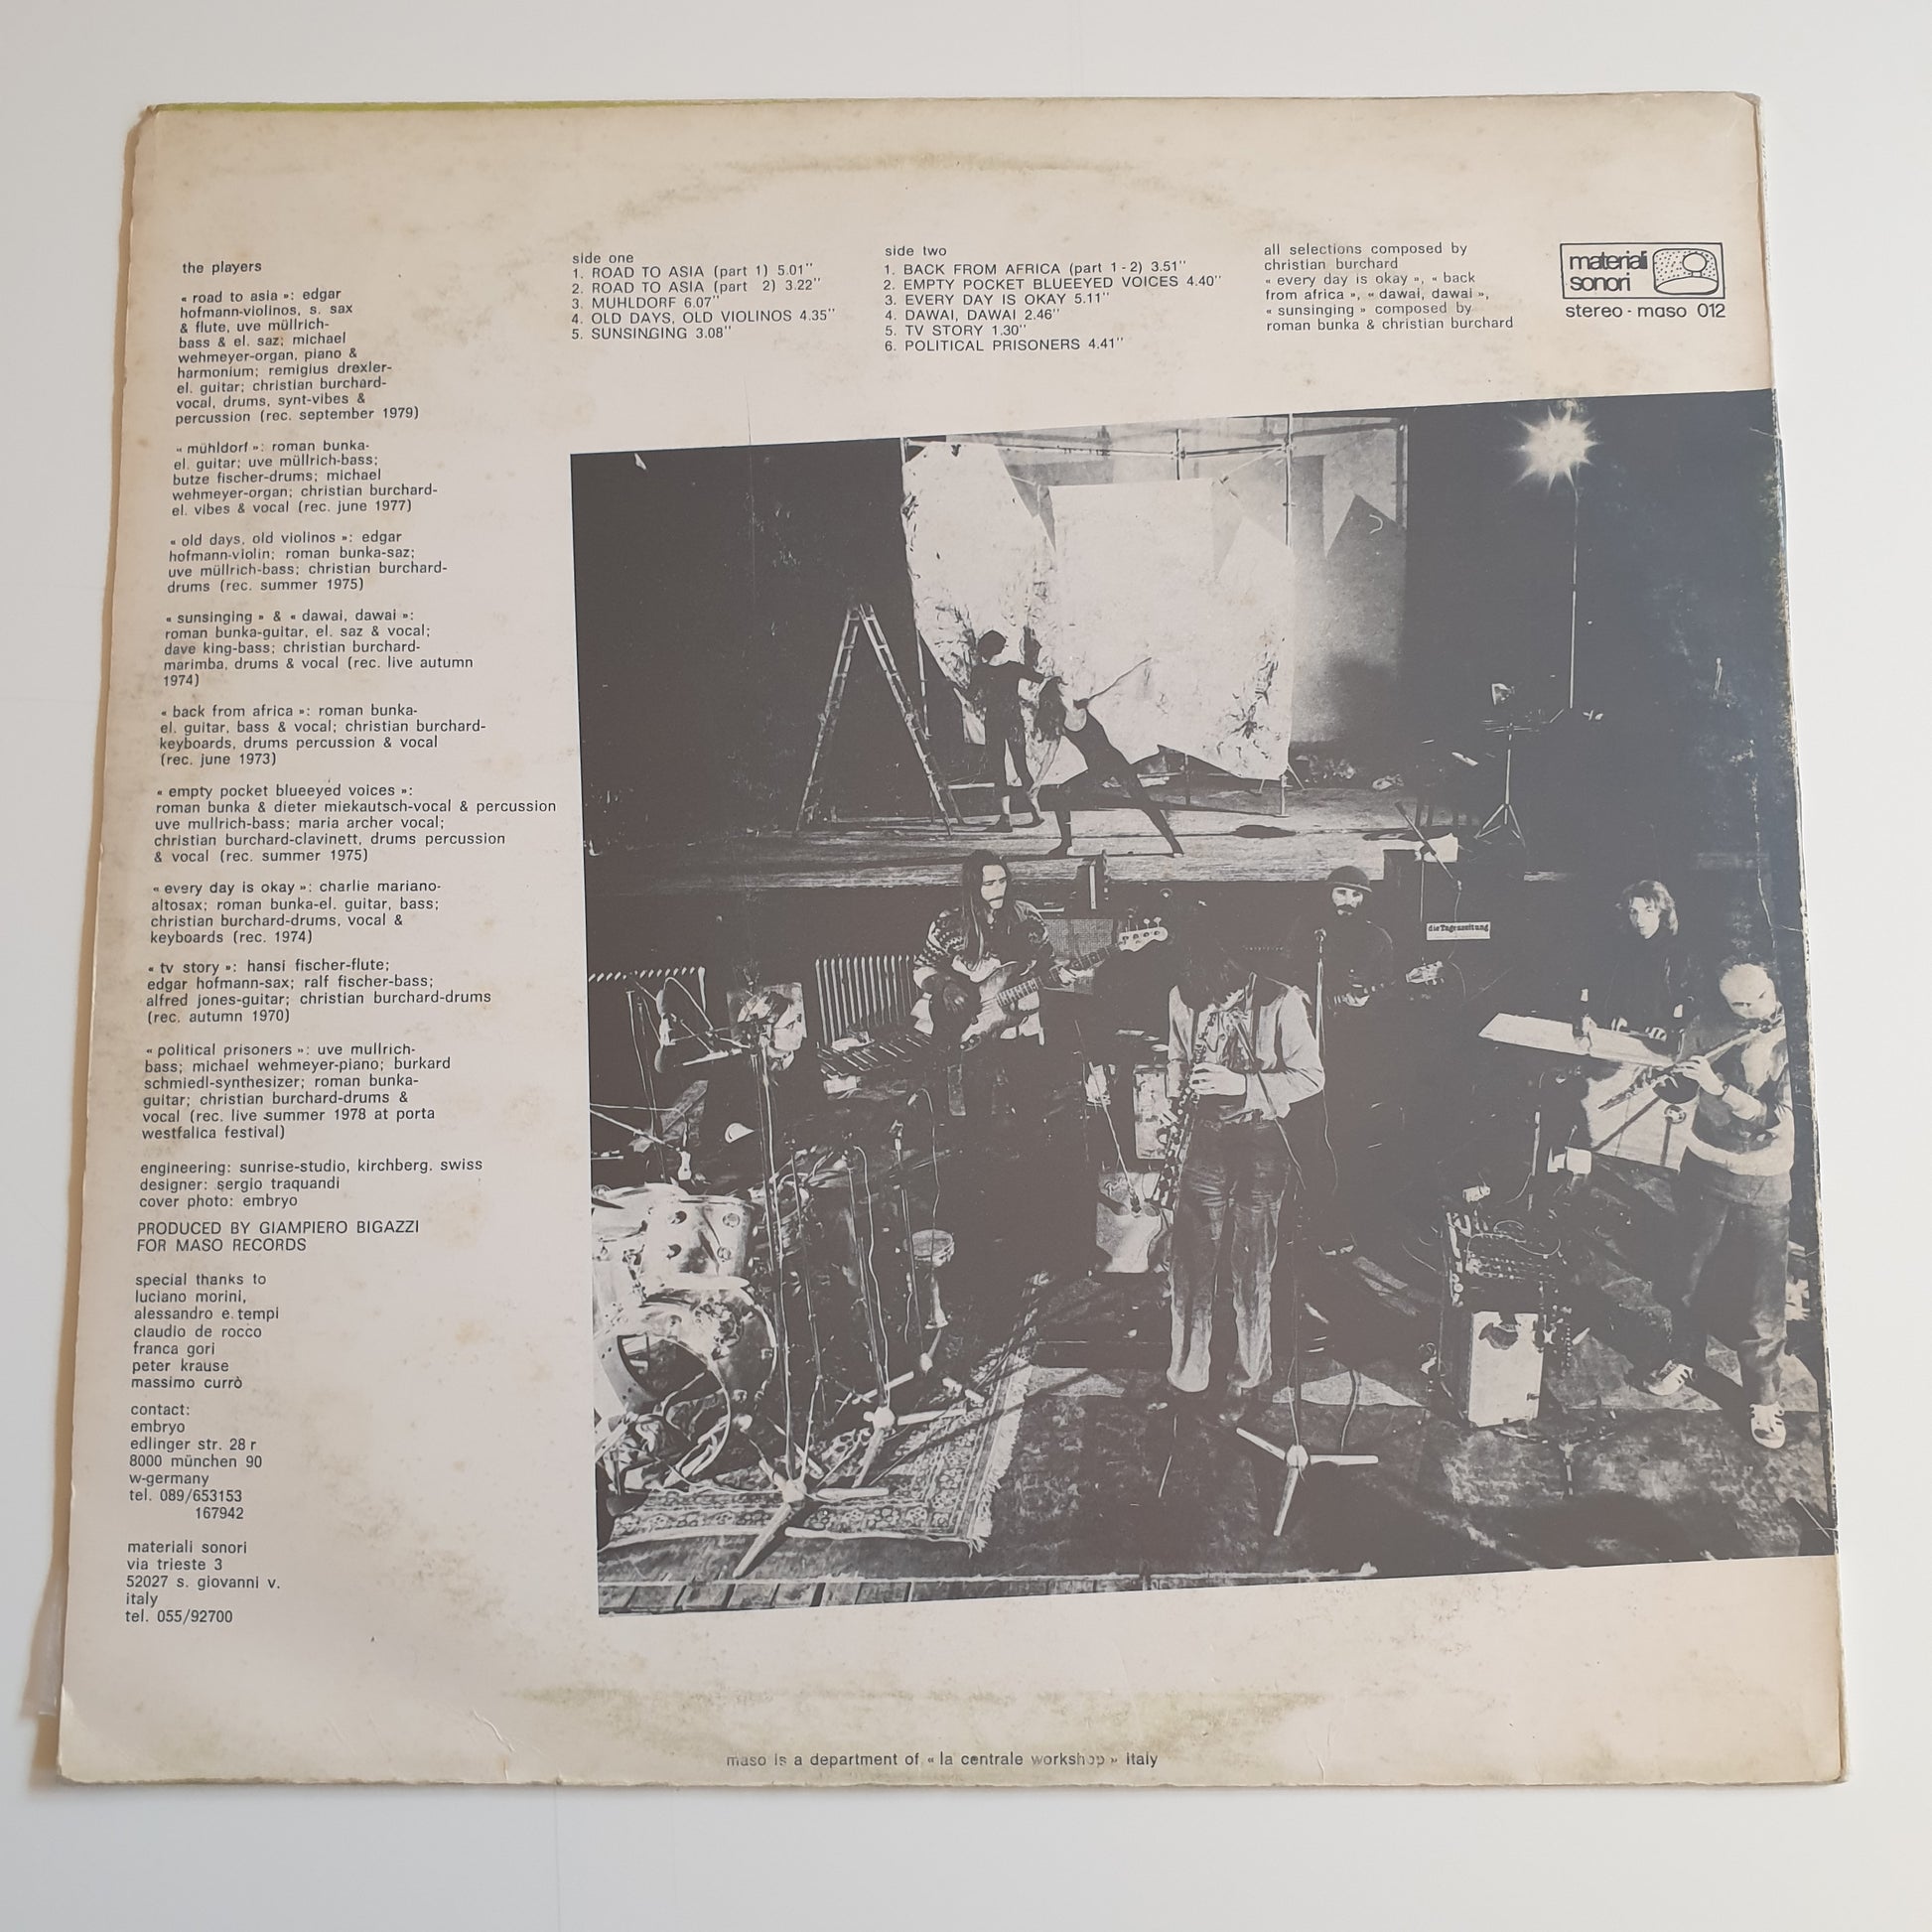 the players
« road to asia »: edgar
hofmann-violinos, s. sax
& flute, uve müllrich-
bass & el. saz; michael
wehmeyer-organ, piano &
harmonium; remigius drexler-
el. guitar; christian burchard-
vocal, drums, synt-vibes &
percussion (rec. september 1979)
« mühldorf »: roman bunka-
el. guitar; uve müllrich-bass;
butze fischer-drums; michael
wehmeyer-organ; christian burchard-
el. vibes & vocal (rec. june 1977)
« old days, old violinos »: edgar
hofmann-violin; roman bunka-saz;
uve müllrich-bass; christian burchard-
drums (rec. summer 1975)
« sunsinging » & « dawai, dawai »:
roman bunka-guitar, el. saz & vocal;
dave king-bass; christian burchard-
marimba, drums & vocal (rec. live autumn
1974)
« back from africa »: roman bunka-
el. guitar, bass & vocal; christian burchard-
keyboards, drums percussion & vocal
(rec. june 1973)
« empty pocket blueeyed voices »:
roman bunka & dieter miekautsch-vocal & percussion
uve mullrich-bass; maria archer vocal;
christian burchard-clavinett, drums percussion
& vocal (rec. summer 1975)
« every day is okay »: charlie mariano-
altosax; roman bunka-el. guitar, bass;
christian burchard-drums, vocal &
keyboards (rec. 1974)
« tv story »: hansi fischer-flute;
edgar hofmann-sax; ralf fischer-bass;
alfred jones-guitar; christian burchard-drums
(rec. autumn 1970)
« political prisoners »: uve mullrich-
bass; michael wehmeyer-piano; burkard
schmiedl-synthesizer; roman bunka-
guitar; christian burchard-drums &
vocal (rec. live summer 1978 at porta
westfalica festival)
engineering: sunrise-studio, kirchberg. swiss
designer: sergio traquandi
cover photo: embryo
PRODUCED BY GIAMPIERO BIGAZZI
FOR MASO RECORDS
special thanks to
luciano morini,
alessandro e. tempi
claudio de rocco
franca gori
peter krause
massimo currò
contact:
embryo
edlinger str. 28 r
8000 münchen 90
w-germany
tel. 089/653153
167942
materiali sonori
via trieste 3
52027 s. giovanni v.
italy
tel. 055/92700
side one
1. ROAD TO ASIA (part 1) 5.01''
2. ROAD TO ASIA (part 2) 3.22''
3. MUHLDORF 6.07''
4. OLD DAYS, OLD VIOLINOS 4.35''
5. SUNSINGING 3.08''
side two
1. BACK FROM AFRICA (part 1 - 2) 3.51''
2. EMPTY POCKET BLUEEYED VOICES 4.40''
3. EVERY DAY IS OKAY 5.11''
4. DAWAI, DAWAI 2.46''
5. TV STORY 1.30''
6. POLITICAL PRISONERS 4.41''
all selections composed by
christian burchard
« every day is okay », « back
from africa », « dawai, dawai »,
« sunsinging » composed by
roman bunka & christian burchard
materiali
sonori
stereo - maso 012
die Tageszeitung
maso is a department of « la centrale workshop » italy